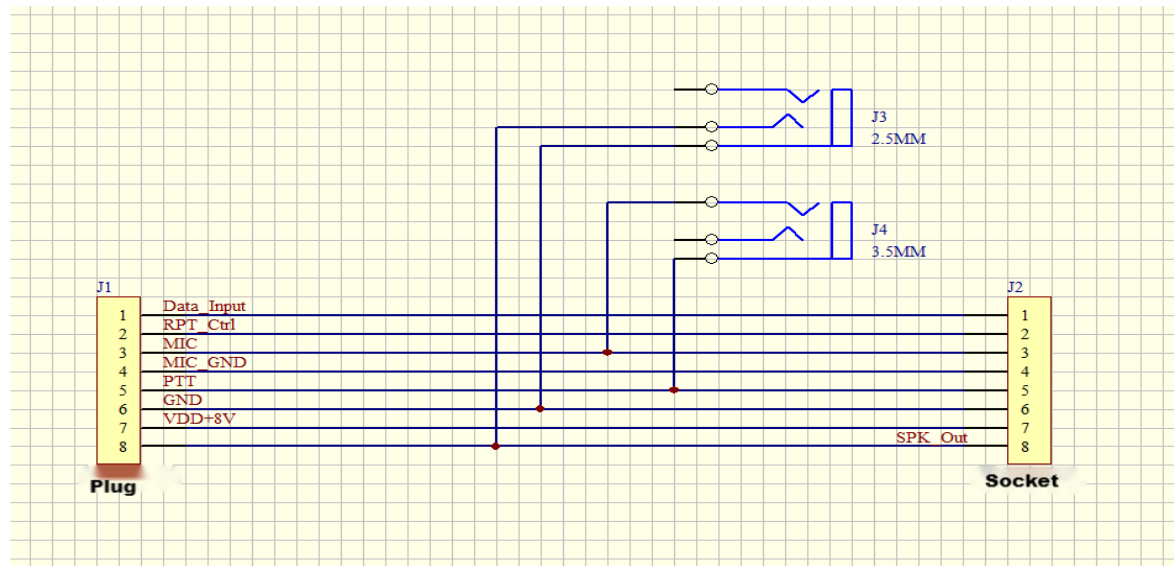 J3
2.5MM
J4
3.5MM
J1
J2
Data_Input
1
1
RPT_Ctrl
2
2
MIC
3
3
MIC_GND
4
4
PTT
5
5
GND
6
6
VDD+8V
7
7
SPK_Out
8
8
Plug
Socket